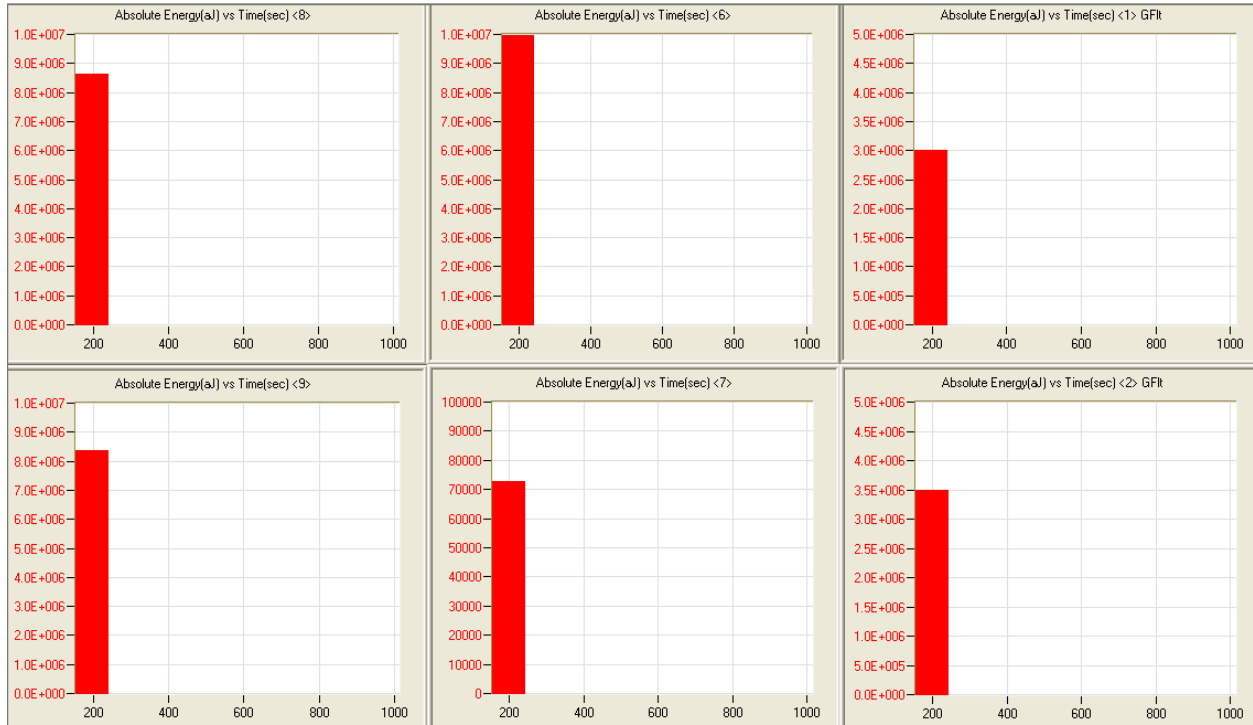 Absolute Energy(aJ) vs Time(sec) <8>
1.0E+007
9.0E+006
8.0E+006
7.0E+006
6.0E+006
5.0E+006
4.0E+006
3.0E+006
2.0E+006
1.0E+006
0.0E+000
200 400 600 800 1000
Absolute Energy(aJ) vs Time(sec) <6>
1.0E+007
9.0E+006
8.0E+006
7.0E+006
6.0E+006
5.0E+006
4.0E+006
3.0E+006
2.0E+006
1.0E+006
0.0E+000
200 400 600 800 1000
Absolute Energy(aJ) vs Time(sec) <1> GFlt
5.0E+006
4.5E+006
4.0E+006
3.5E+006
3.0E+006
2.5E+006
2.0E+006
1.5E+006
1.0E+006
5.0E+005
0.0E+000
200 400 600 800 1000
Absolute Energy(aJ) vs Time(sec) <9>
1.0E+007
9.0E+006
8.0E+006
7.0E+006
6.0E+006
5.0E+006
4.0E+006
3.0E+006
2.0E+006
1.0E+006
0.0E+000
200 400 600 800 1000
Absolute Energy(aJ) vs Time(sec) <7>
100000
90000
80000
70000
60000
50000
40000
30000
20000
10000
0
200 400 600 800 1000
Absolute Energy(aJ) vs Time(sec) <2> GFlt
5.0E+006
4.5E+006
4.0E+006
3.5E+006
3.0E+006
2.5E+006
2.0E+006
1.5E+006
1.0E+006
5.0E+005
0.0E+000
200 400 600 800 1000